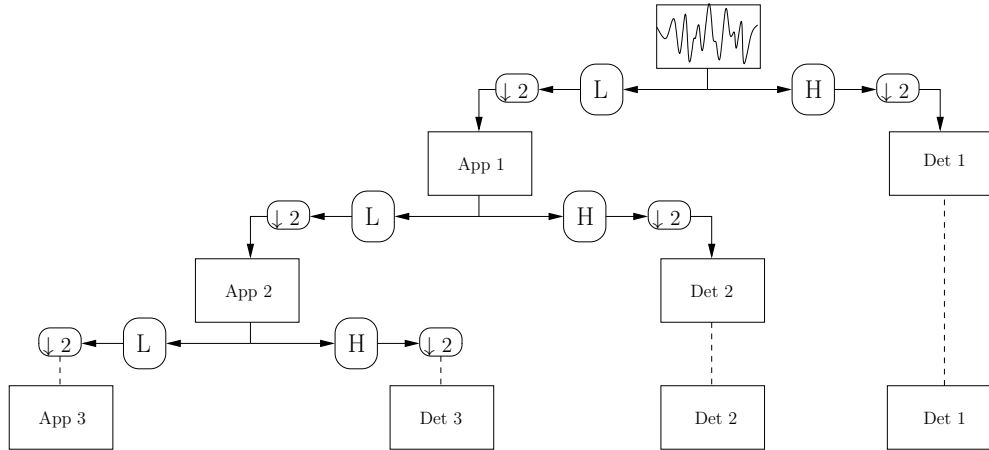 ↓ 2 L H ↓ 2
App 1 Det 1
↓ 2 L H ↓ 2
App 2 Det 2
↓ 2 L H ↓ 2
App 3 Det 3 Det 2 Det 1